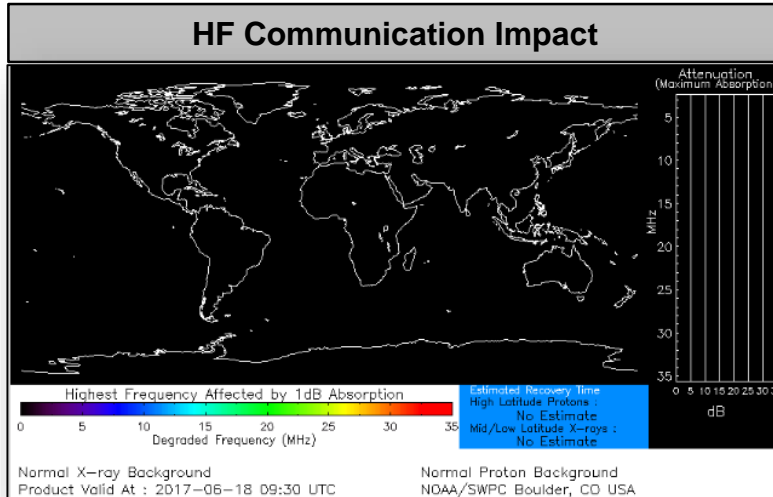 HF Communication Impact
Attenuation
(Maximum Absorption
5
10
15
20
25
30
35
MHz
0 5 10 15 20 25 30 3
dB
Highest Frequency Affected by 1dB Absorption
0 5 10 15 20 25 30 35
Degraded Frequency (MHz)
Estimated Recovery Time
High Latitude Protons :
No Estimate
Mid/Low Latitude X-rays :
No Estimate
Normal X-ray Background
Normal Proton Background
Product Valid At : 2017-06-18 09:30 UTC
NOAA/SWPC Boulder, CO USA